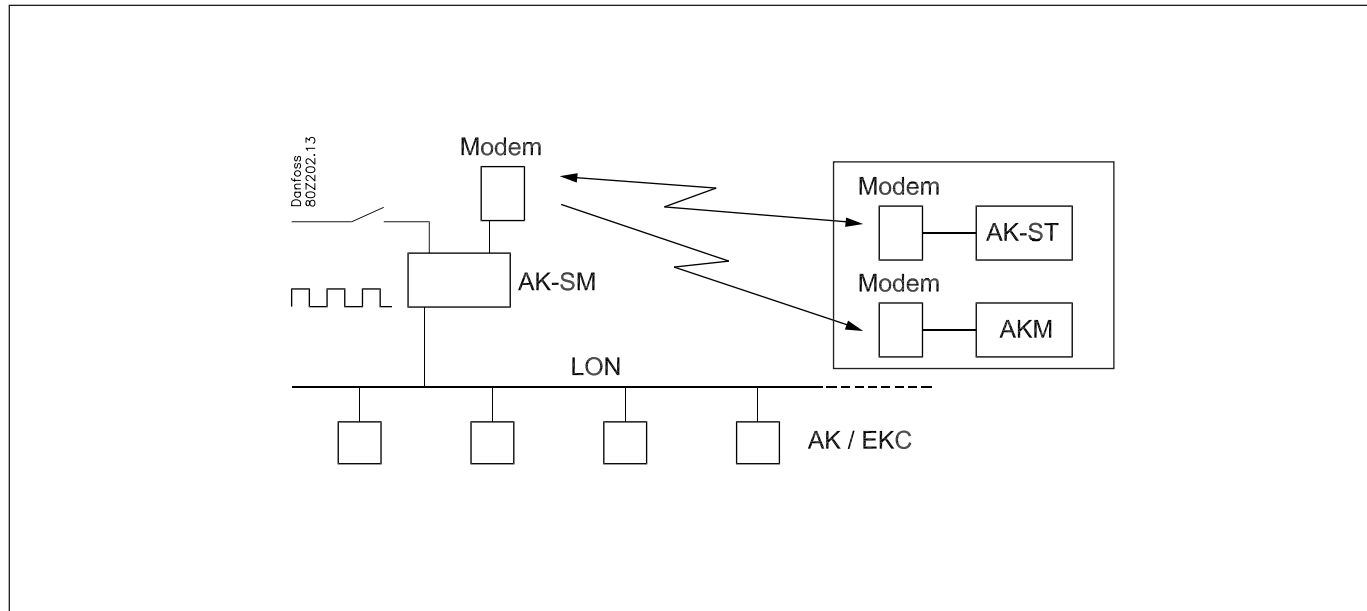 Danfoss
80Z202.13
Modem
AK-SM
Modem
AK-ST
Modem
AKM
LON
AK / EKC